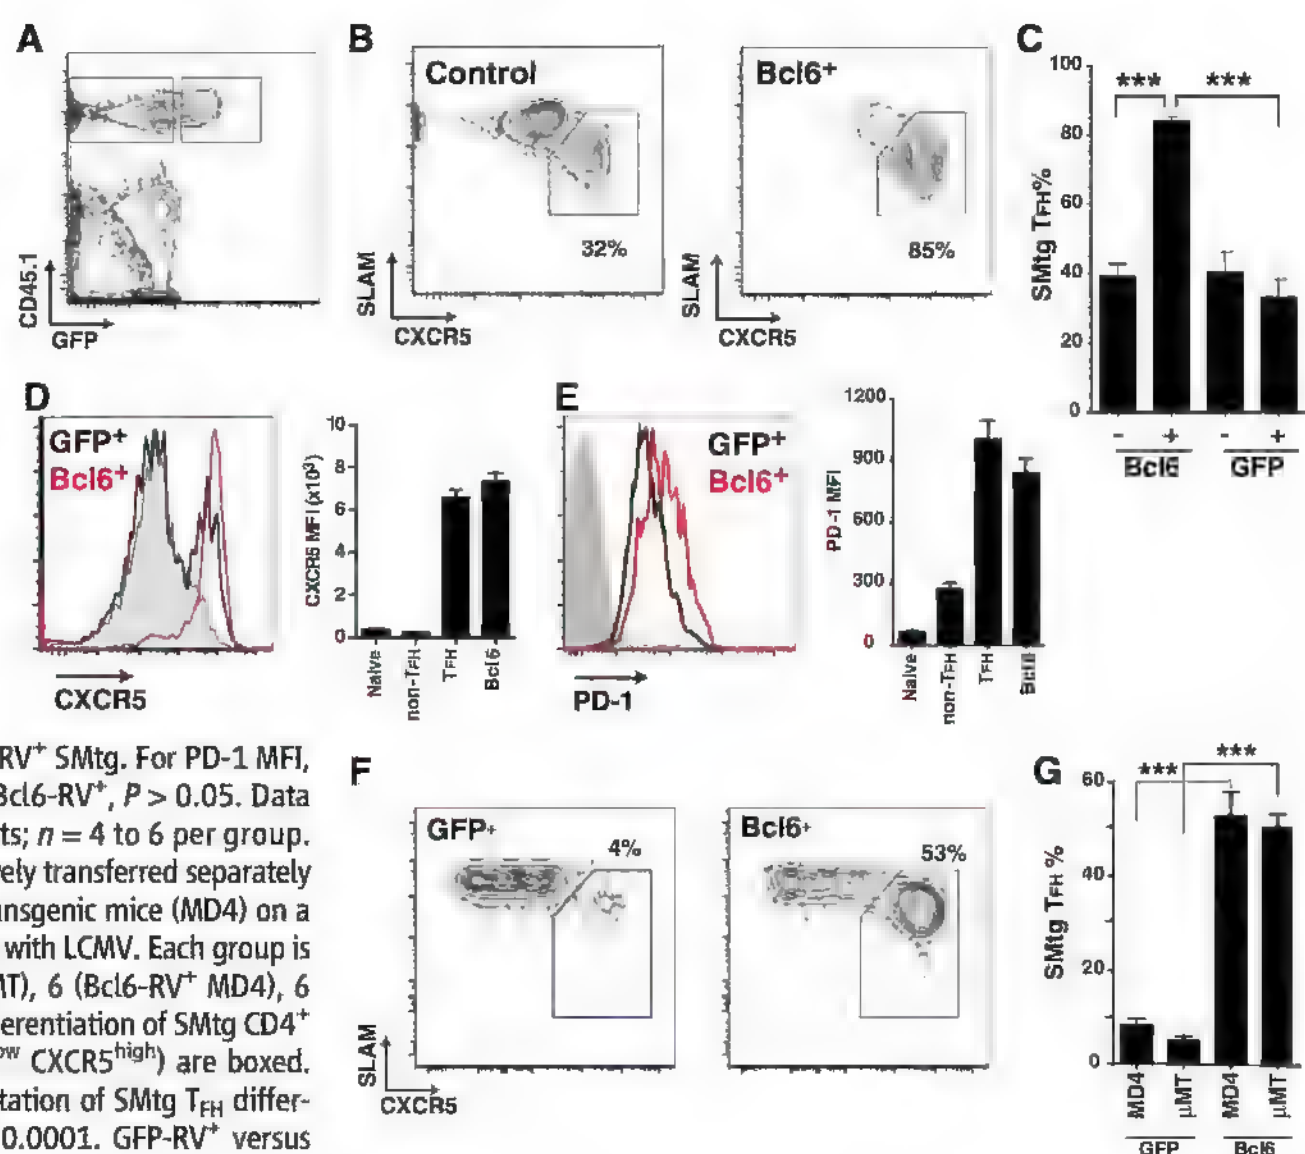 A
CD45.1
GFP
B
Control
32%
SLAM
CXCR5
Bcl6+
85%
SLAM
CXCR5
C
SMtg TFH%
100
80
60
40
20
0
***
***
- + - +
Bcl6 GFP
D
GFP+
Bcl6+
CXCR5
CXCR5 MFI (x10³)
10
8
6
4
2
0
Naive
non-TFH
TFH
Bcl6
E
GFP+
Bcl6+
PD-1
PD-1 MFI
1200
900
600
300
0
Naive
non-TFH
TFH
Bcl6
RV+ SMtg. For PD-1 MFI,
Bcl6-RV+, P > 0.05. Data
ts; n = 4 to 6 per group.
ely transferred separately
ansgenic mice (MD4) on a
with LCMV. Each group is
MT), 6 (Bcl6-RV+ MD4), 6
erentiation of SMtg CD4+
ow CXCR5high) are boxed.
tation of SMtg TFH differ-
0.0001. GFP-RV+ versus
F
GFP+
4%
SLAM
CXCR5
Bcl6+
53%
G
SMtg TFH %
60
40
20
0
***
***
MD4
μMT
MD4
μMT
GFP Bcl6